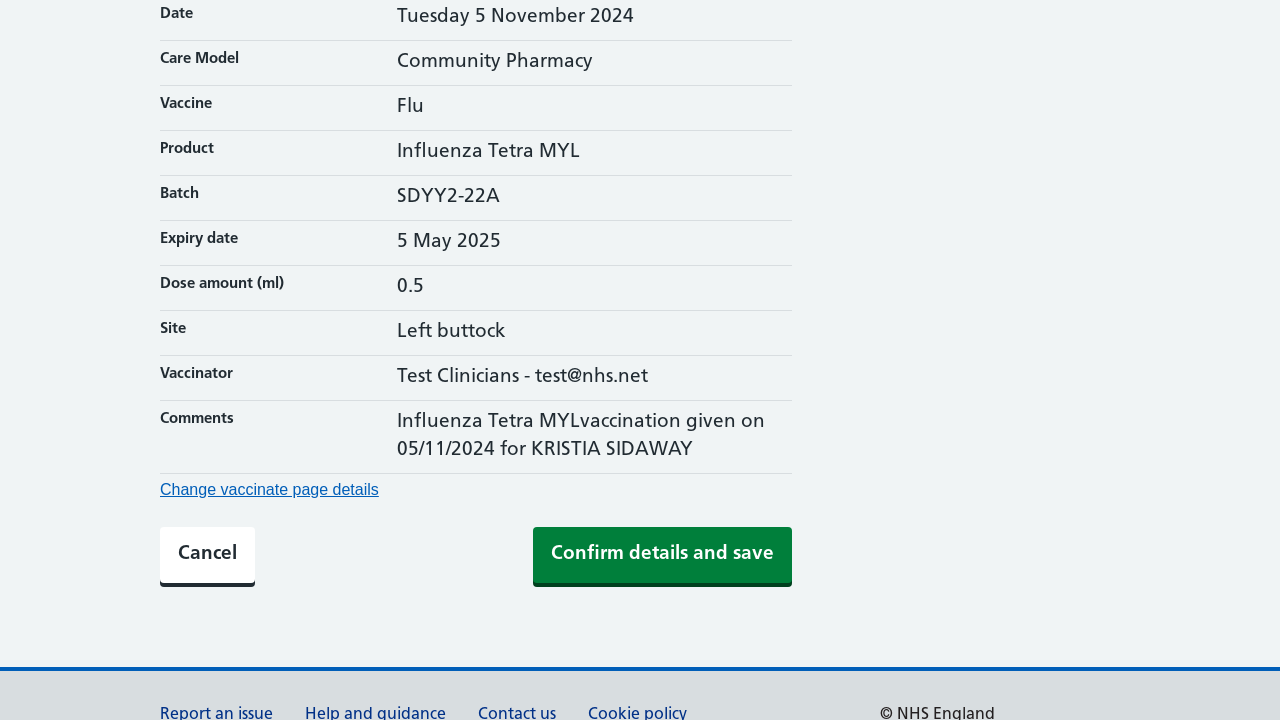 Date Tuesday 5 November 2024
Care Model Community Pharmacy
Vaccine Flu
Product Influenza Tetra MYL
Batch SDYY2-22A
Expiry date 5 May 2025
Dose amount (ml) 0.5
Site Left buttock
Vaccinator Test Clinicians - test@nhs.net
Comments Influenza Tetra MYLvaccination given on
05/11/2024 for KRISTIA SIDAWAY
Change vaccinate page details
Cancel Confirm details and save
Report an issue Help and guidance Contact us Cookie policy © NHS England